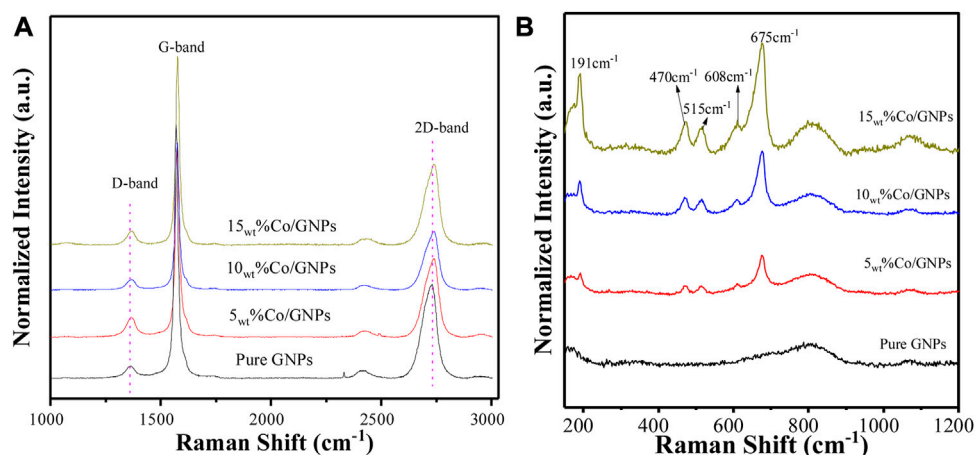 A
G-band
2D-band
D-band
15wt%Co/GNPs
10wt%Co/GNPs
5wt%Co/GNPs
Pure GNPs
Normalized Intensity (a.u.)
1000 1500 2000 2500 3000
Raman Shift (cm-1)
B
675cm-1
191cm-1
470cm-1 608cm-1
515cm-1
15wt%Co/GNPs
10wt%Co/GNPs
5wt%Co/GNPs
Pure GNPs
Normalized Intensity (a.u.)
200 400 600 800 1000 1200
Raman Shift (cm-1)